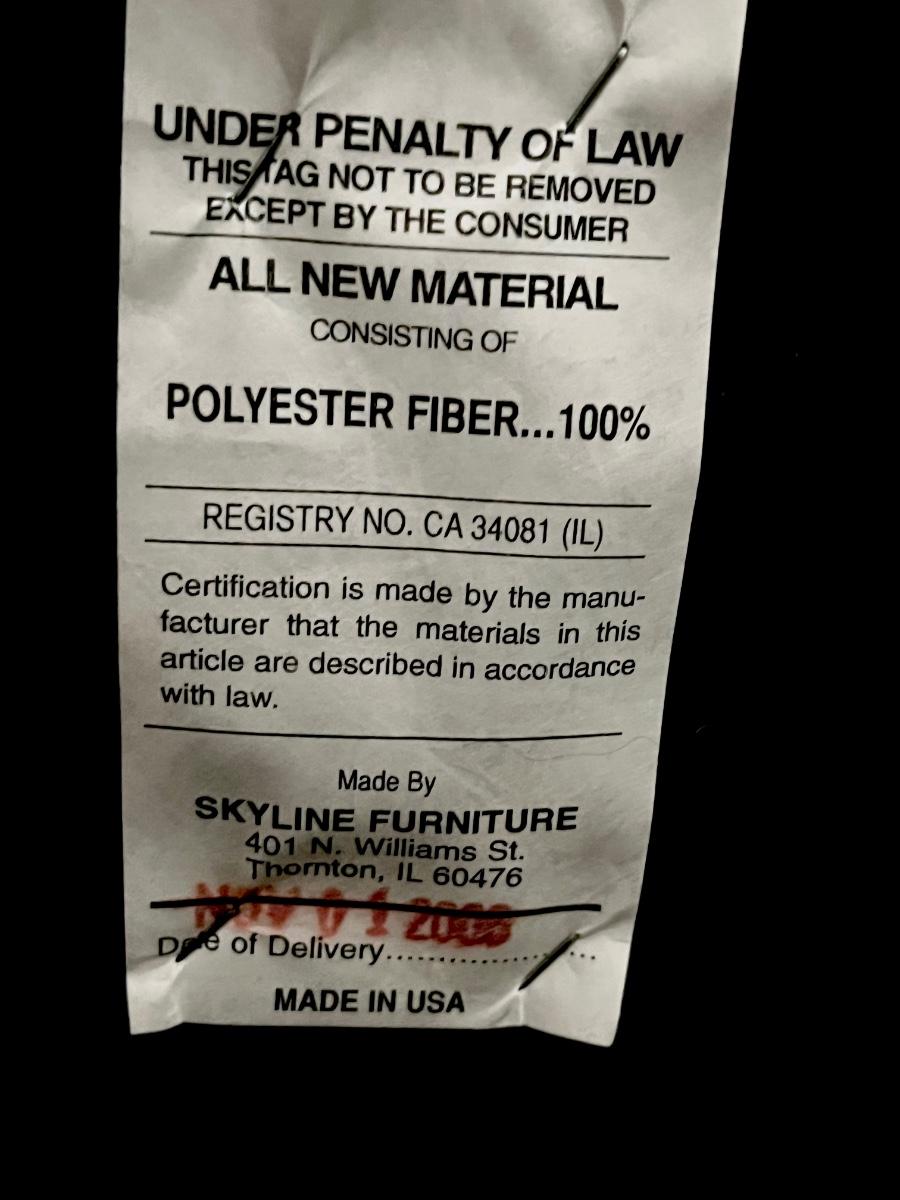 UNDER PENALTY OF LAW
THIS TAG NOT TO BE REMOVED
EXCEPT BY THE CONSUMER
ALL NEW MATERIAL
CONSISTING OF
POLYESTER FIBER...100%
REGISTRY NO. CA 34081 (IL)
Certification is made by the manu-
facturer that the materials in this
article are described in accordance
with law.
Made By
SKYLINE FURNITURE
401 N. Williams St.
Thornton, IL 60476
NOV 01
Date of Delivery..........................
MADE IN USA